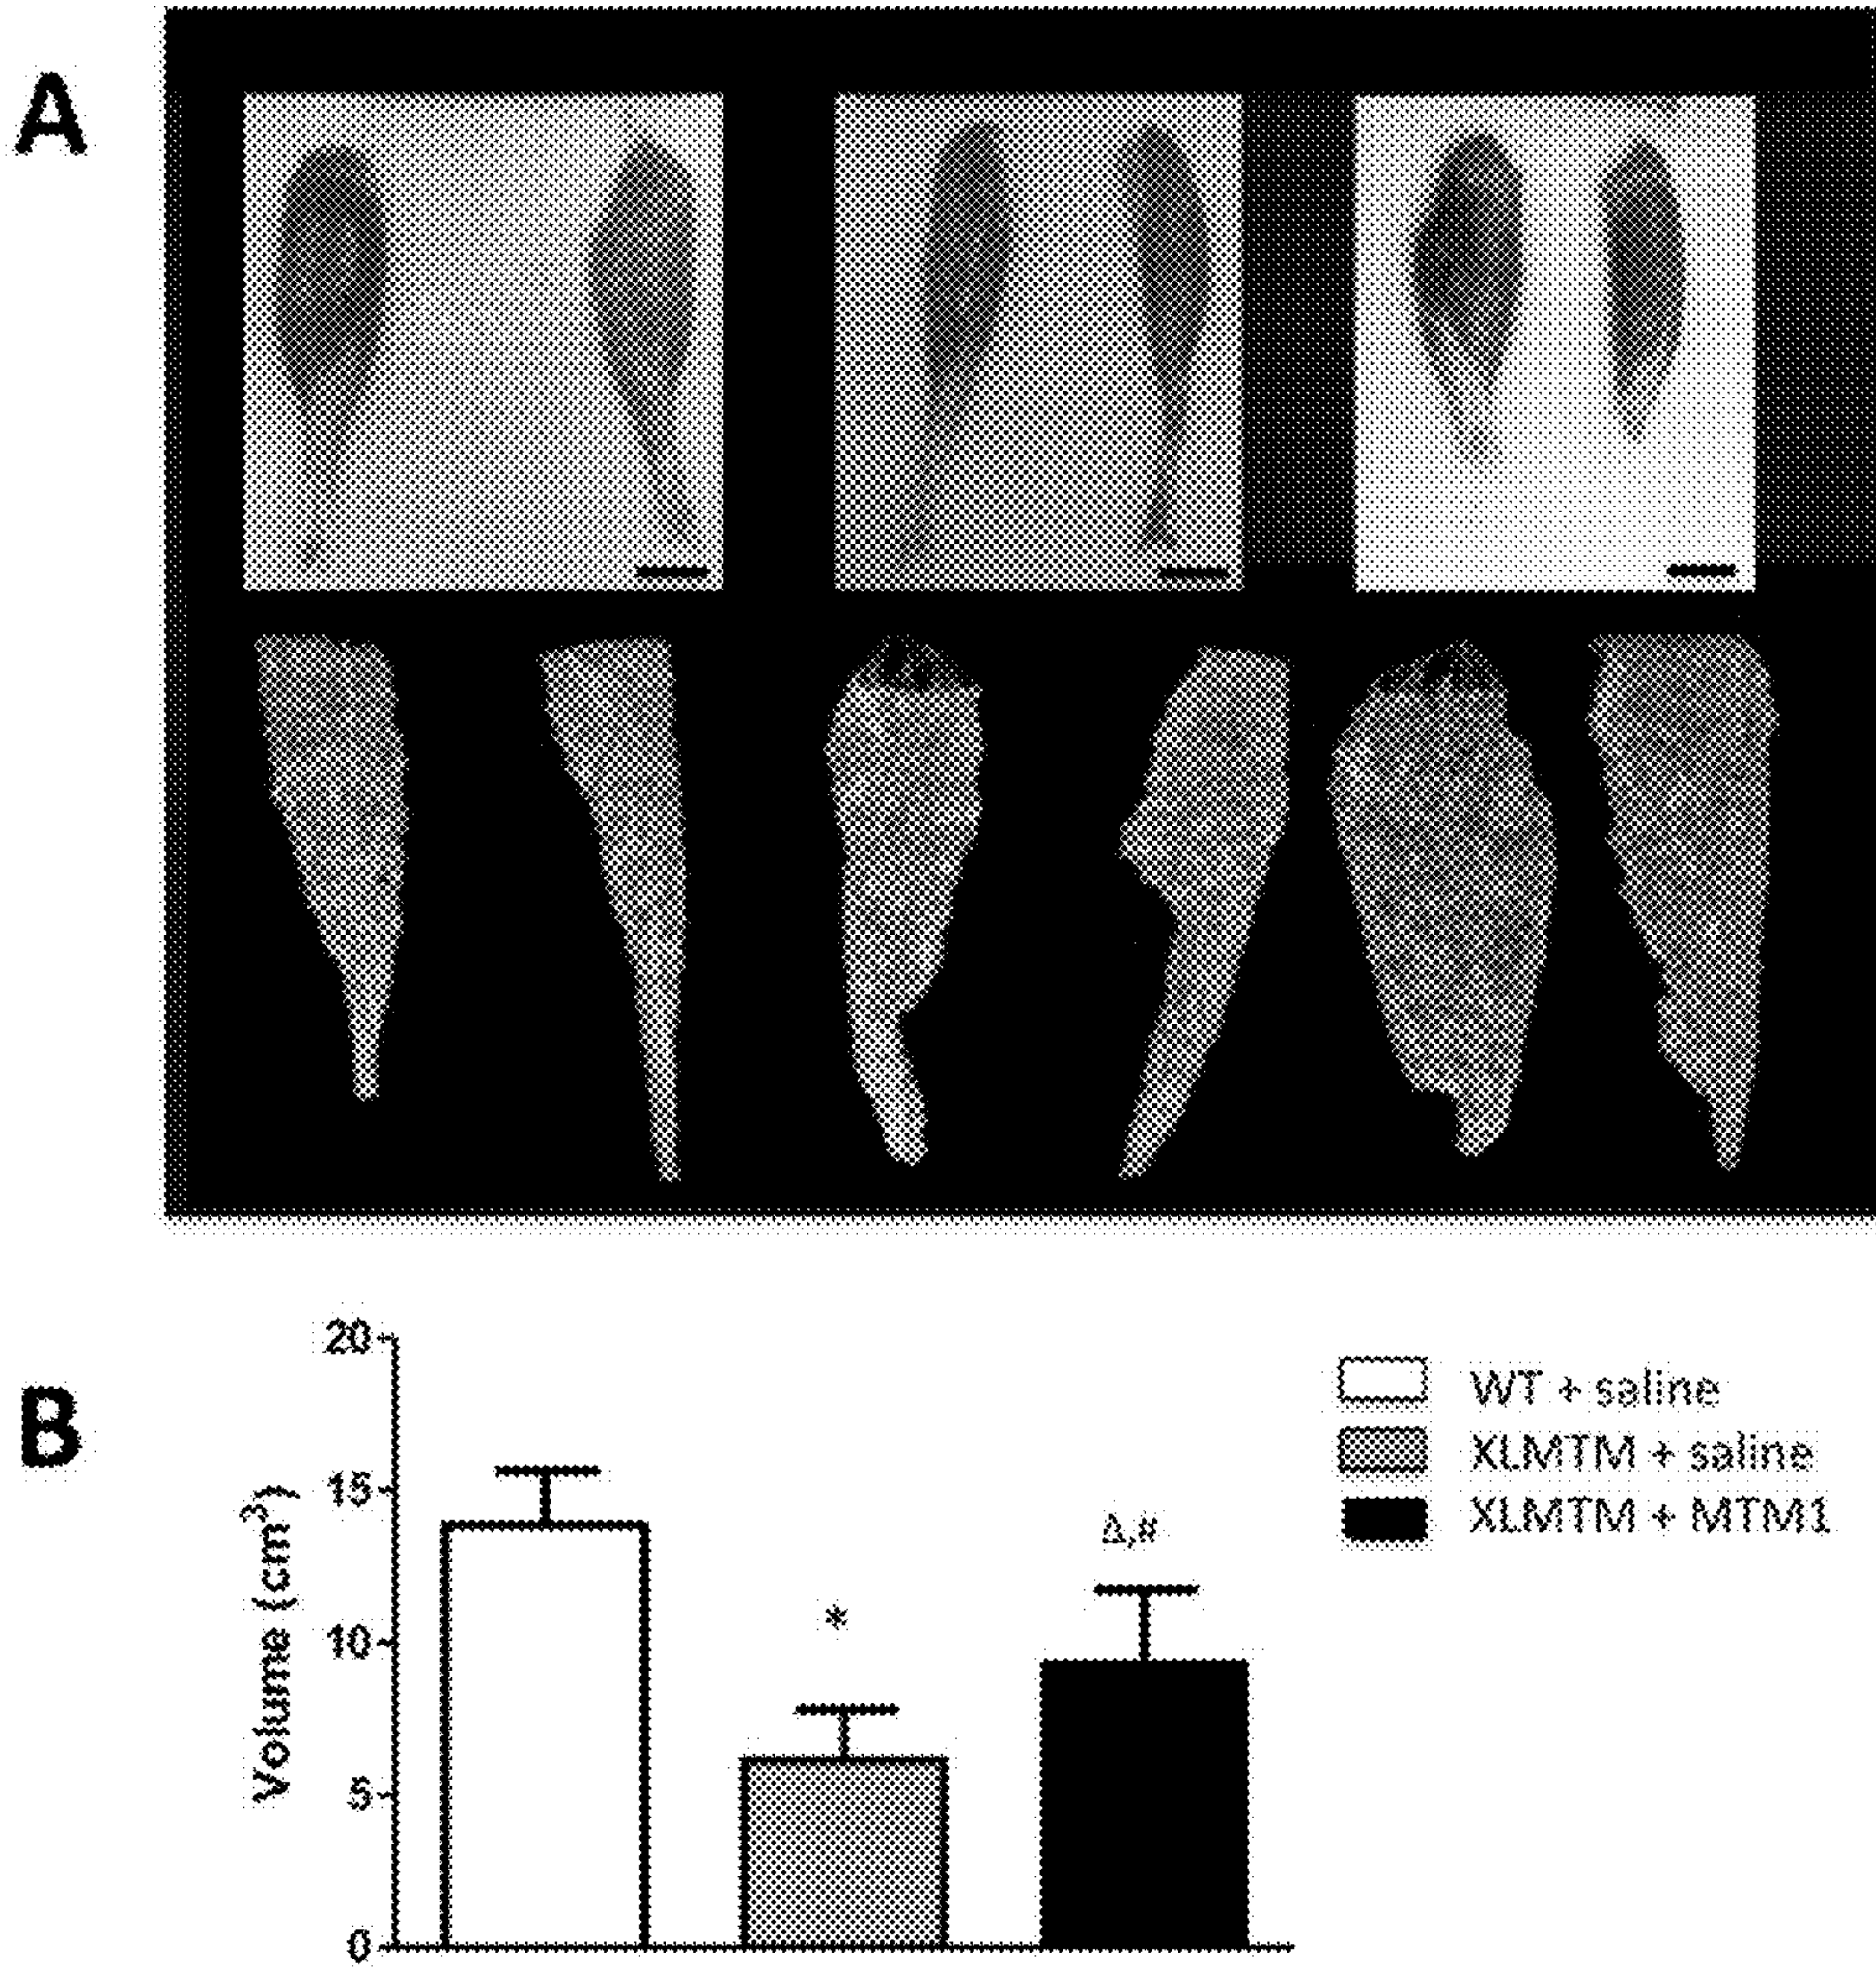 A
B
Volume (cm³)
20
15
10
5
0
*
Δ,#
WT + saline
XLMTM + saline
XLMTM + MTM1